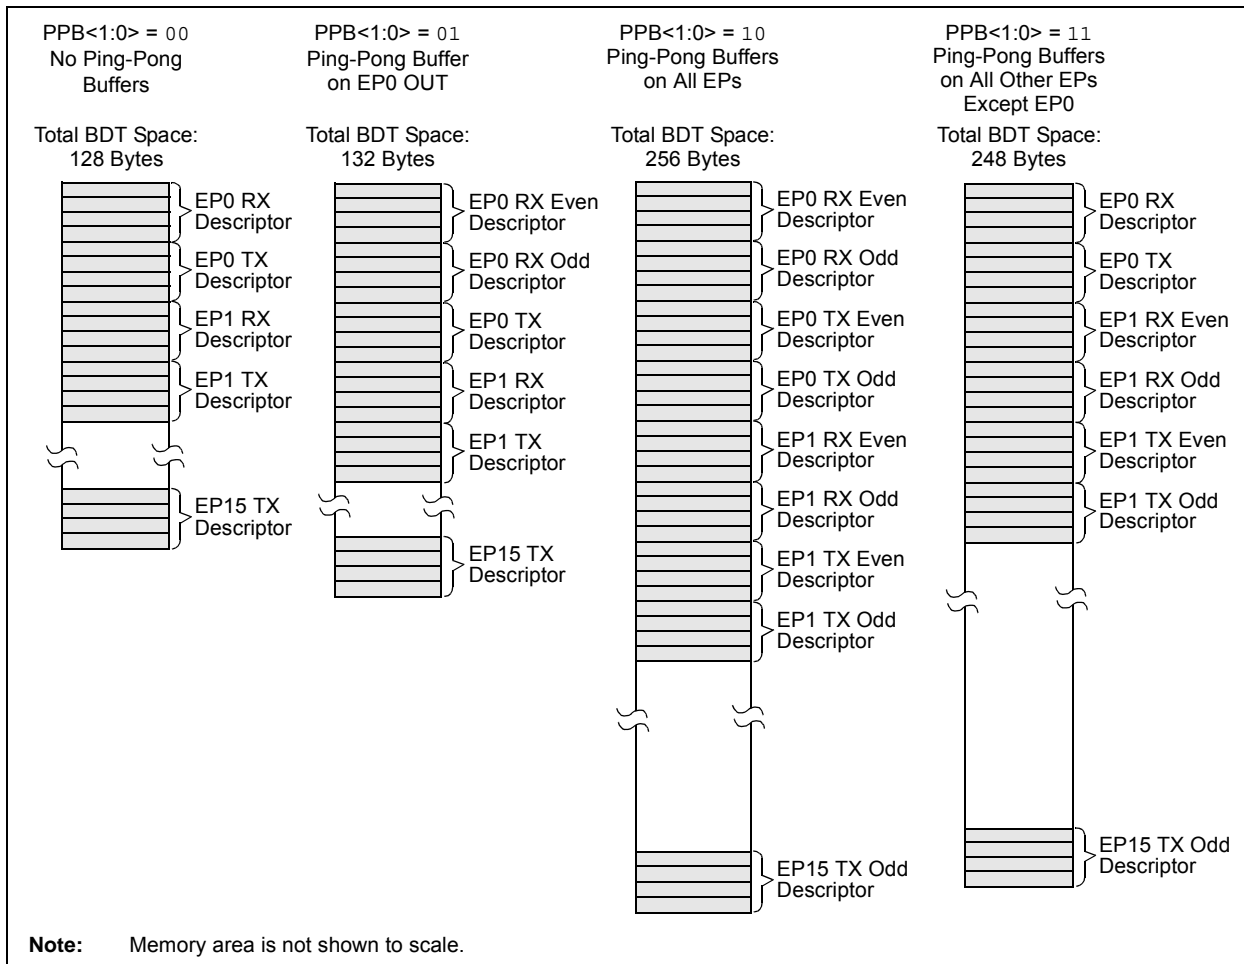 PPB<1:0> = 00
No Ping-Pong
Buffers
Total BDT Space:
128 Bytes
EP0 RX
Descriptor
EP0 TX
Descriptor
EP1 RX
Descriptor
EP1 TX
Descriptor
EP15 TX
Descriptor
PPB<1:0> = 01
Ping-Pong Buffer
on EP0 OUT
Total BDT Space:
132 Bytes
EP0 RX Even
Descriptor
EP0 RX Odd
Descriptor
EP0 TX
Descriptor
EP1 RX
Descriptor
EP1 TX
Descriptor
EP15 TX
Descriptor
PPB<1:0> = 10
Ping-Pong Buffers
on All EPs
Total BDT Space:
256 Bytes
EP0 RX Even
Descriptor
EP0 RX Odd
Descriptor
EP0 TX Even
Descriptor
EP0 TX Odd
Descriptor
EP1 RX Even
Descriptor
EP1 RX Odd
Descriptor
EP1 TX Even
Descriptor
EP1 TX Odd
Descriptor
EP15 TX Odd
Descriptor
PPB<1:0> = 11
Ping-Pong Buffers
on All Other EPs
Except EP0
Total BDT Space:
248 Bytes
EP0 RX
Descriptor
EP0 TX
Descriptor
EP1 RX Even
Descriptor
EP1 RX Odd
Descriptor
EP1 TX Even
Descriptor
EP1 TX Odd
Descriptor
EP15 TX Odd
Descriptor
Note: Memory area is not shown to scale.